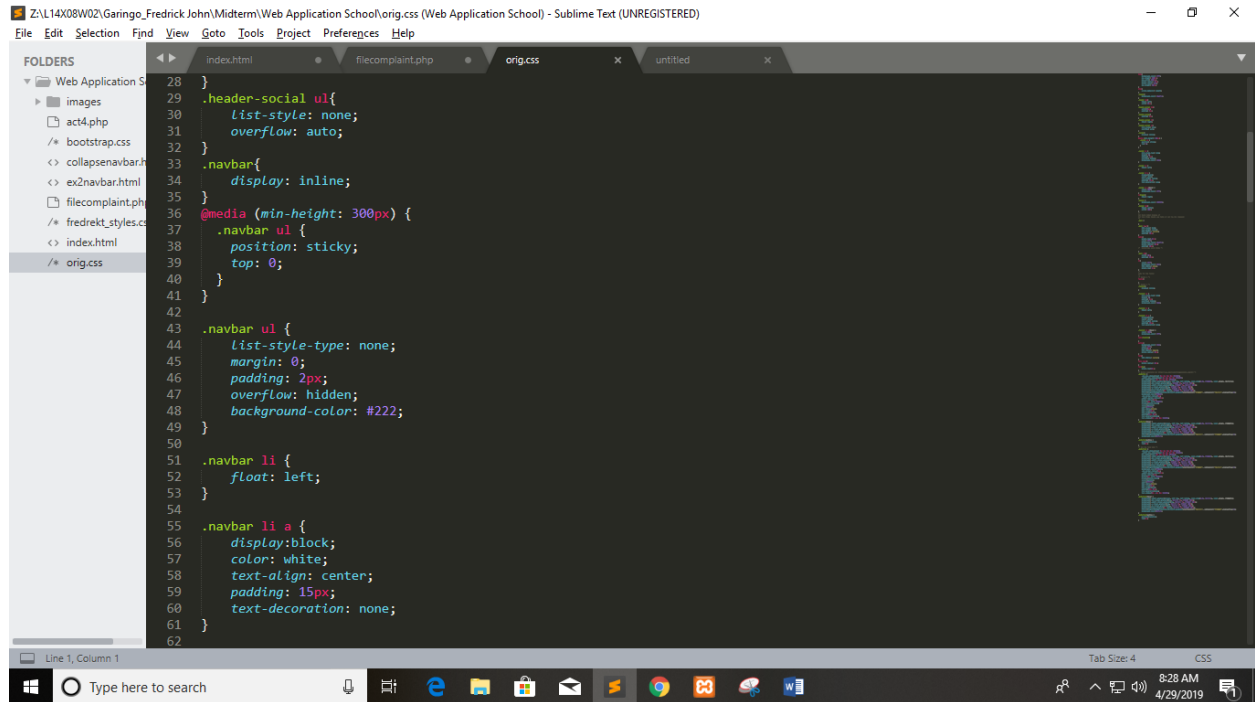 Z:\L14X08W02\Garingo_Fredrick John\Midterm\Web Application School\orig.css (Web Application School) - Sublime Text (UNREGISTERED)
File Edit Selection Find View Goto Tools Project Preferences Help
FOLDERS
Web Application S
images
act4.php
/* bootstrap.css
<> collapsenavbar.h
<> ex2navbar.html
filecomplaint.php
/* fredrekt_styles.cs
<> index.html
/* orig.css
index.html
filecomplaint.php
orig.css
untitled
28 }
29 .header-social ul{
30 list-style: none;
31 overflow: auto;
32 }
33 .navbar{
34 display: inline;
35 }
36 @media (min-height: 300px) {
37 .navbar ul {
38 position: sticky;
39 top: 0;
40 }
41 }
42
43 .navbar ul {
44 list-style-type: none;
45 margin: 0;
46 padding: 2px;
47 overflow: hidden;
48 background-color: #222;
49 }
50
51 .navbar li {
52 float: left;
53 }
54
55 .navbar li a {
56 display:block;
57 color: white;
58 text-align: center;
59 padding: 15px;
60 text-decoration: none;
61 }
62
Line 1, Column 1
Tab Size: 4
CSS
Type here to search
8:28 AM
4/29/2019
1